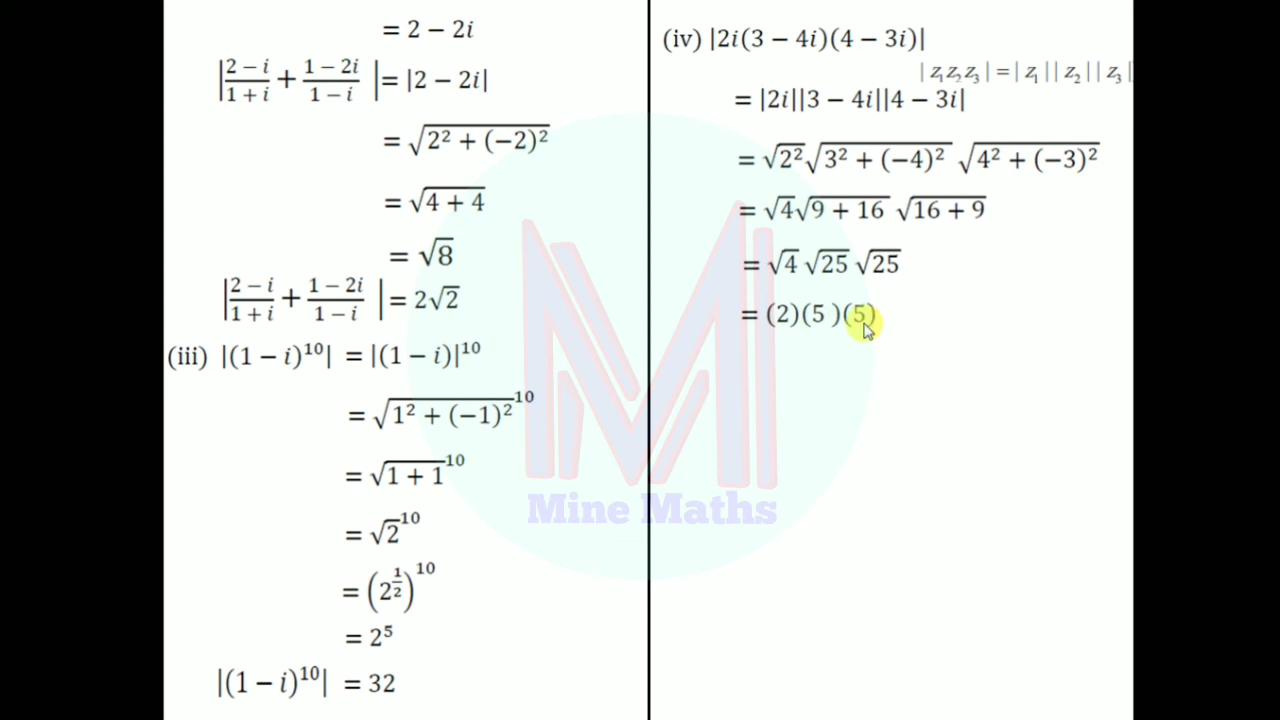 = 2 − 2i
|(2 − i)/(1 + i) + (1 − 2i)/(1 − i)| = |2 − 2i|
= √(2² + (−2)²)
= √(4 + 4)
= √8
|(2 − i)/(1 + i) + (1 − 2i)/(1 − i)| = 2√2
(iii) |(1 − i)¹⁰| = |(1 − i)|¹⁰
= √(1² + (−1)²)¹⁰
= √(1 + 1)¹⁰
= √2¹⁰
= (2^(1/2))¹⁰
= 2⁵
|(1 − i)¹⁰| = 32
(iv) |2i(3 − 4i)(4 − 3i)|
| z₁z₂z₃ | = | z₁ | | z₂ | | z₃ |
= |2i||3 − 4i||4 − 3i|
= √(2²) √(3² + (−4)²) √(4² + (−3)²)
= √4 √(9 + 16) √(16 + 9)
= √4 √25 √25
= (2)(5 )(5)
Mine Maths